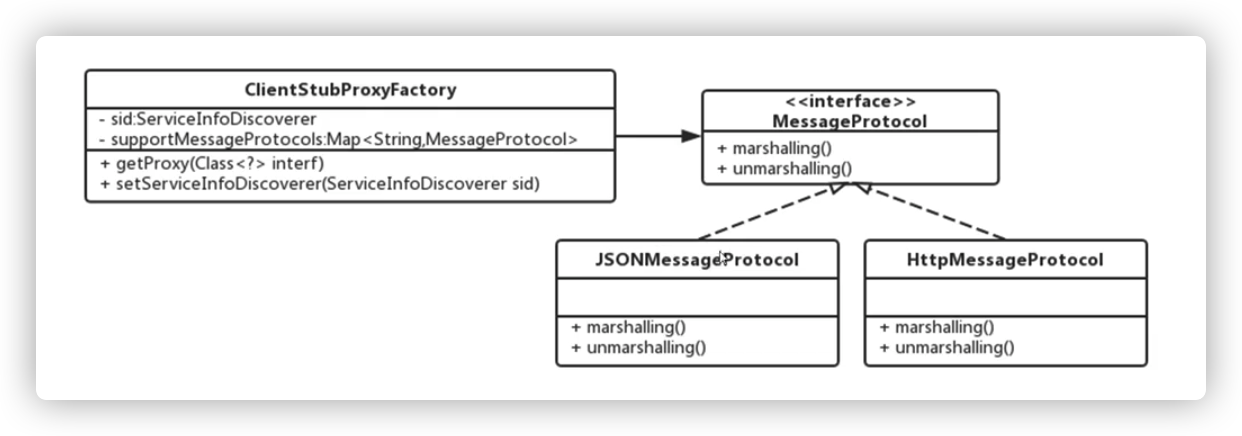 ClientStubProxyFactory
- sid:ServiceInfoDiscoverer
- supportMessageProtocols:Map<String,MessageProtocol>
+ getProxy(Class<?> interf)
+ setServiceInfoDiscoverer(ServiceInfoDiscoverer sid)
<<interface>>
MessageProtocol
+ marshalling()
+ unmarshalling()
JSONMessageProtocol
+ marshalling()
+ unmarshalling()
HttpMessageProtocol
+ marshalling()
+ unmarshalling()